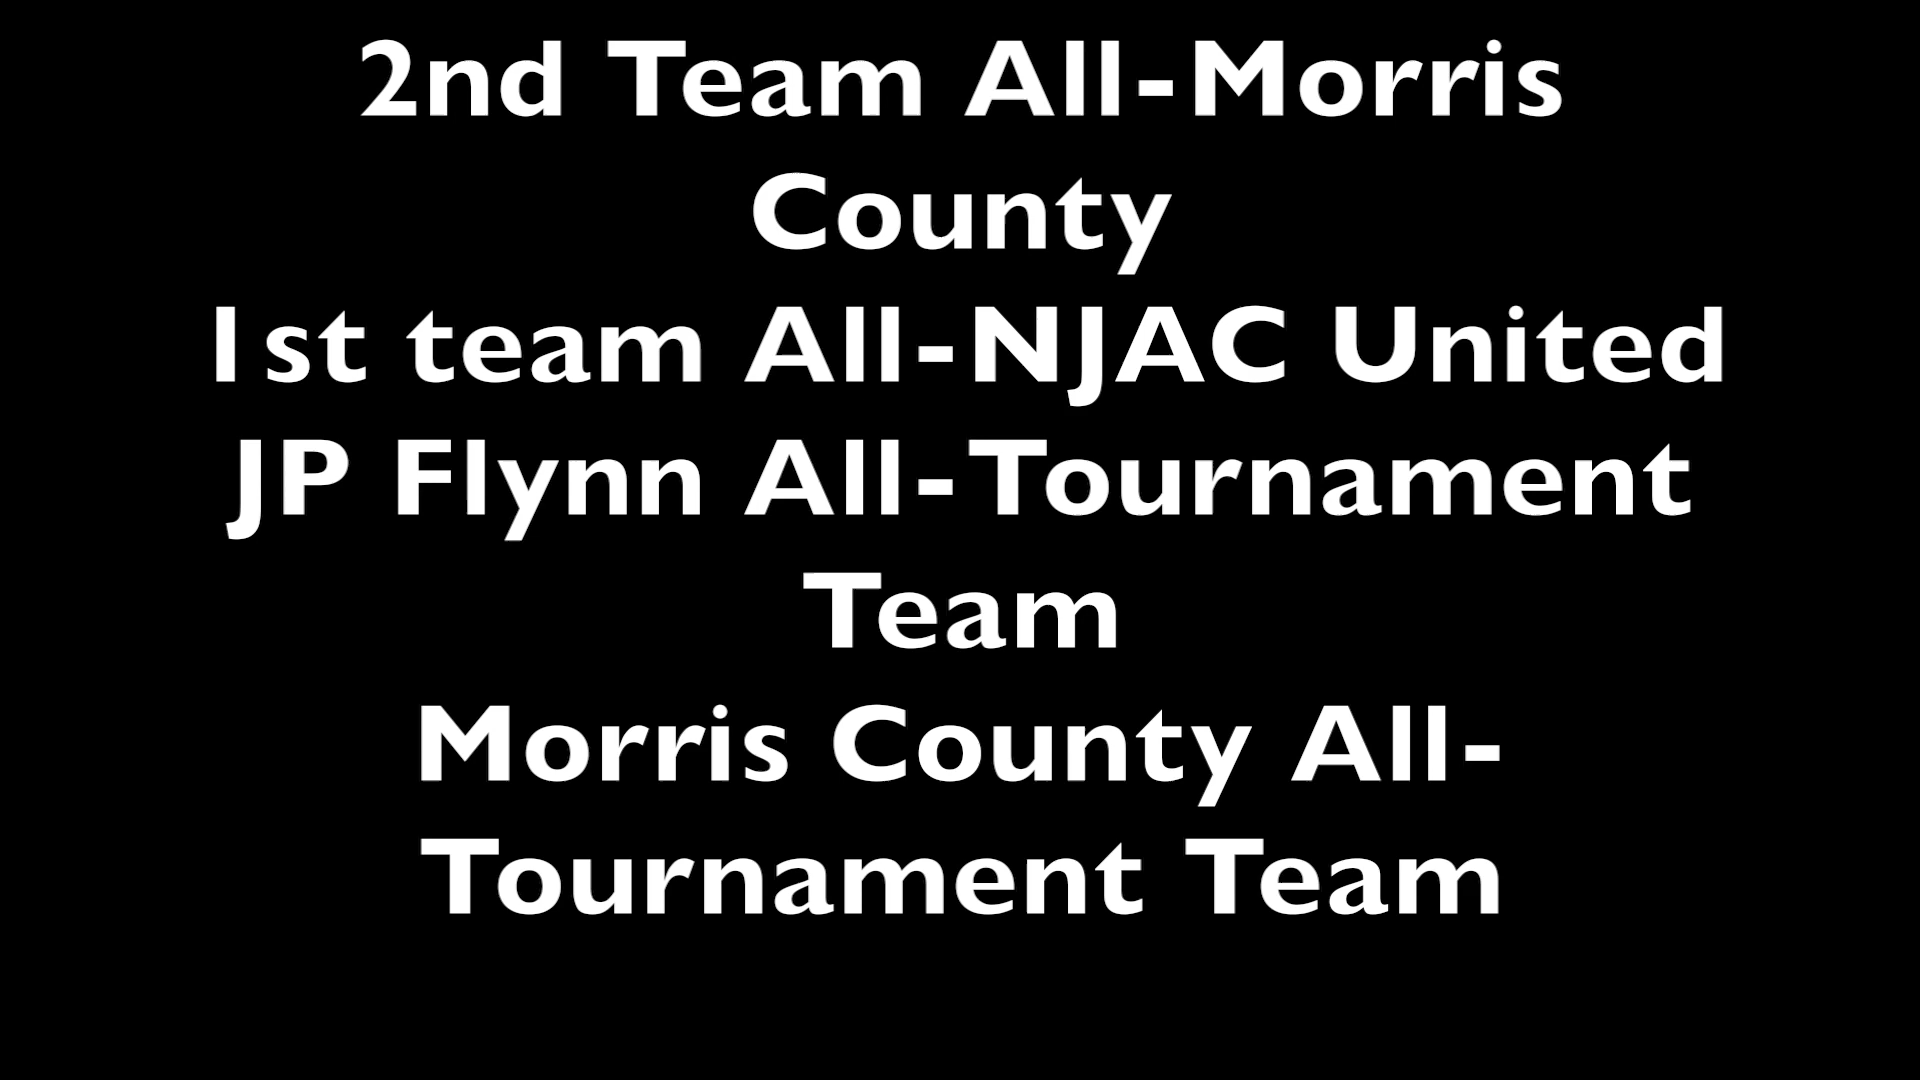 2nd Team All-Morris
County
1st team All-NJAC United
JP Flynn All-Tournament
Team
Morris County All-
Tournament Team